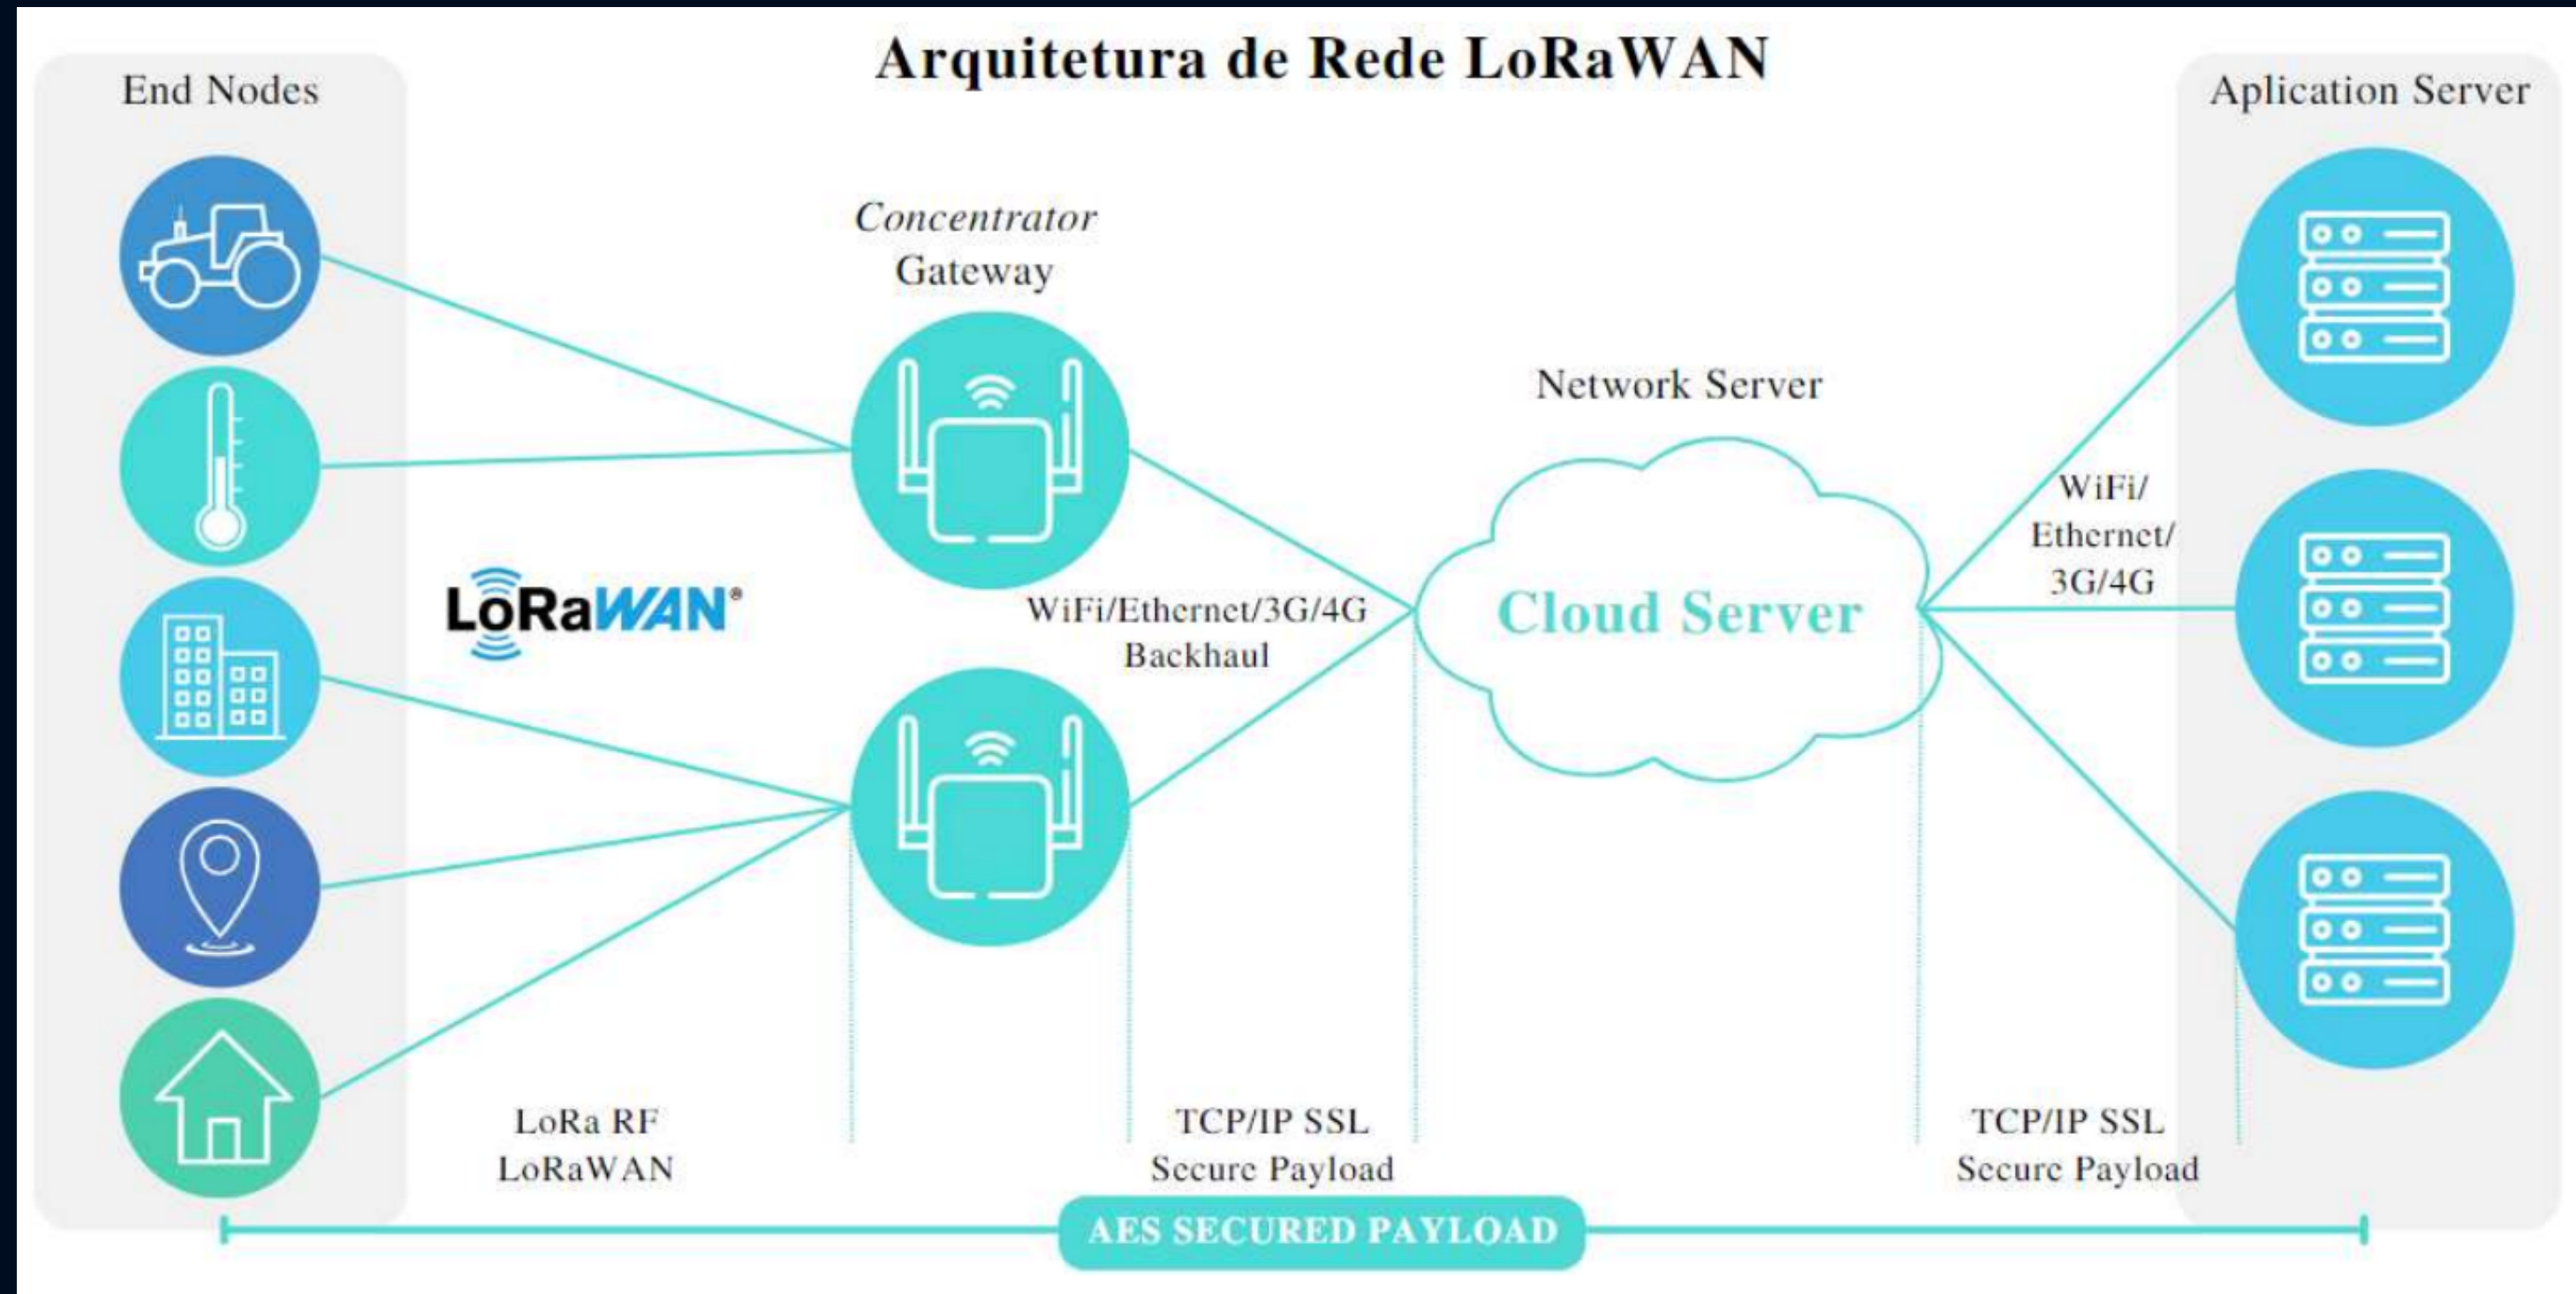 Arquitetura de Rede LoRaWAN
End Nodes
Aplication Server
Concentrator
Gateway
Network Server
WiFi/
Ethernet/
3G/4G
LoRaWAN®
WiFi/Ethernet/3G/4G
Backhaul
Cloud Server
LoRa RF
LoRaWAN
TCP/IP SSL
Secure Payload
TCP/IP SSL
Secure Payload
AES SECURED PAYLOAD